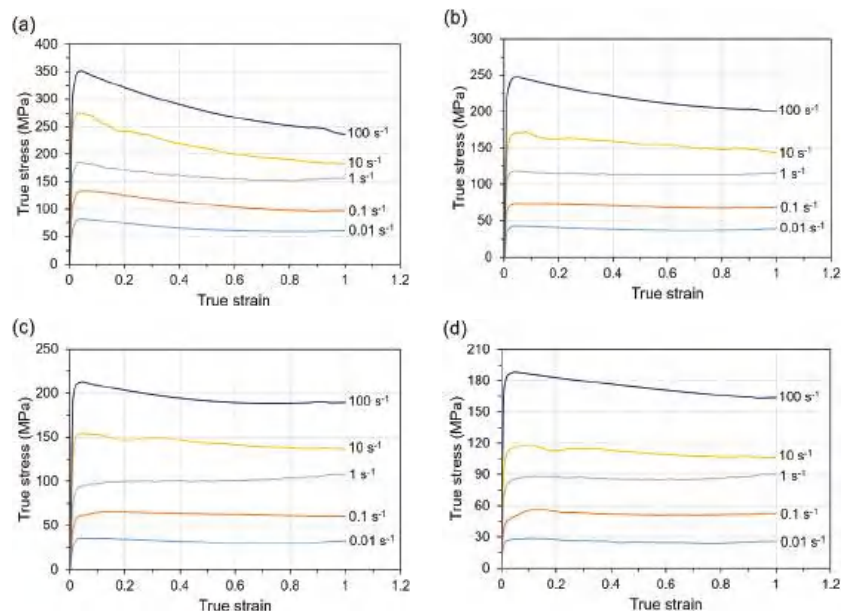 (a)
True stress (MPa)
400
350
300
250
200
150
100
50
0
100 s⁻¹
10 s⁻¹
1 s⁻¹
0.1 s⁻¹
0.01 s⁻¹
0 0.2 0.4 0.6 0.8 1 1.2
True strain
(b)
True stress (MPa)
300
250
200
150
100
50
0
100 s⁻¹
10 s⁻¹
1 s⁻¹
0.1 s⁻¹
0.01 s⁻¹
0 0.2 0.4 0.6 0.8 1 1.2
True strain
(c)
True stress (MPa)
250
200
150
100
50
0
100 s⁻¹
10 s⁻¹
1 s⁻¹
0.1 s⁻¹
0.01 s⁻¹
0 0.2 0.4 0.6 0.8 1 1.2
True strain
(d)
True stress (MPa)
210
180
150
120
90
60
30
0
100 s⁻¹
10 s⁻¹
1 s⁻¹
0.1 s⁻¹
0.01 s⁻¹
0 0.2 0.4 0.6 0.8 1 1.2
True strain